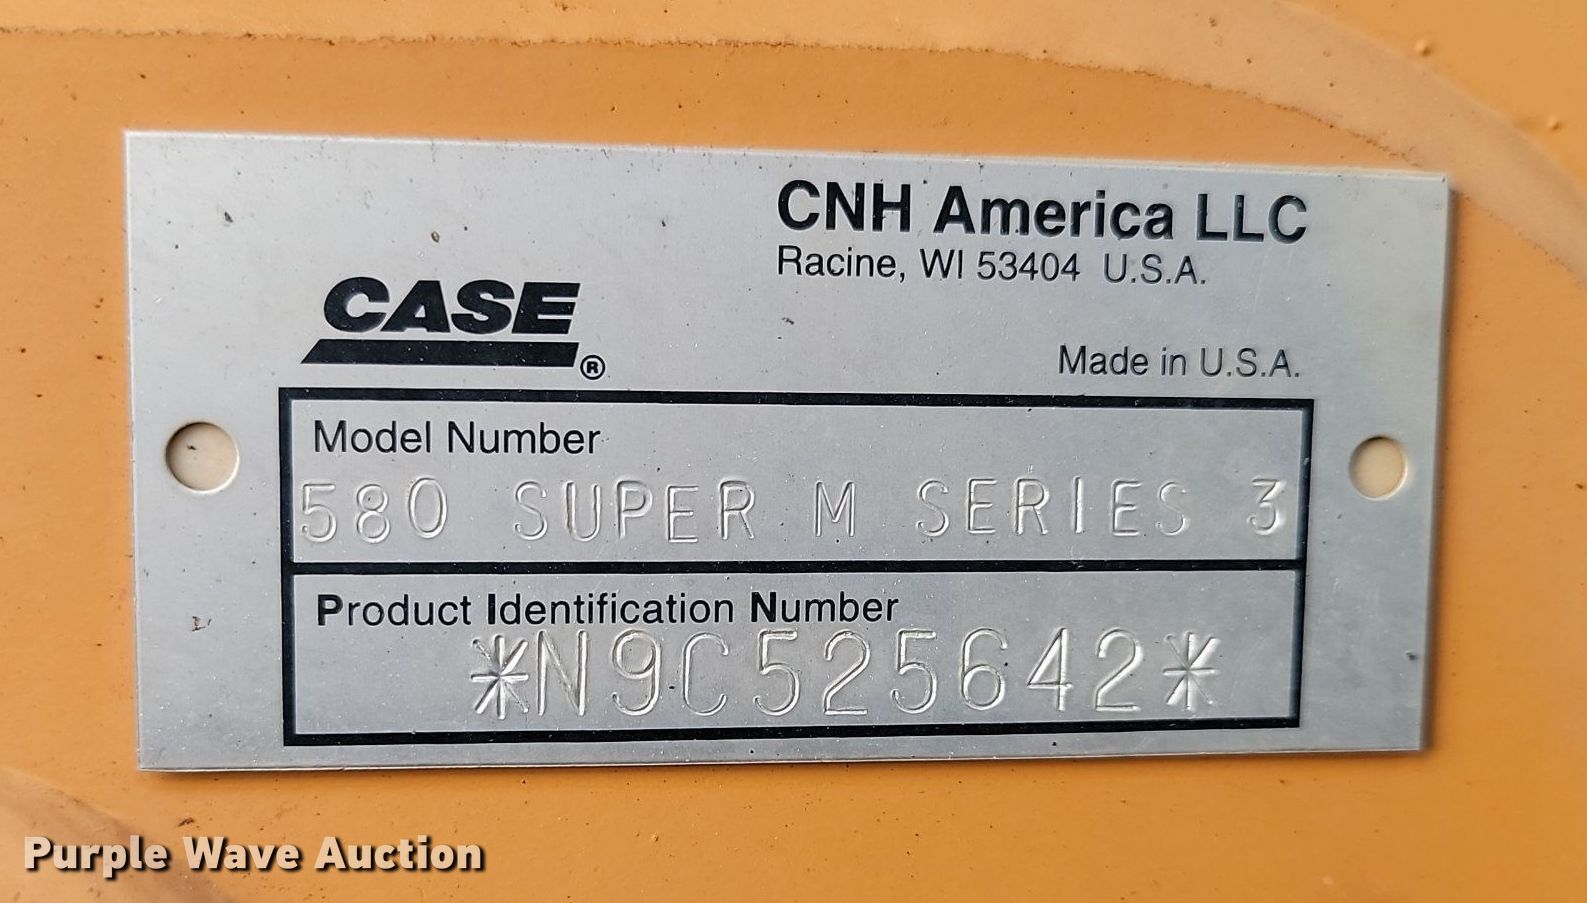 CNH America LLC
Racine, WI 53404 U.S.A.
CASE®
Made in U.S.A.
Model Number
580 SUPER M SERIES 3
Product Identification Number
*N9C525642*
Purple Wave Auction